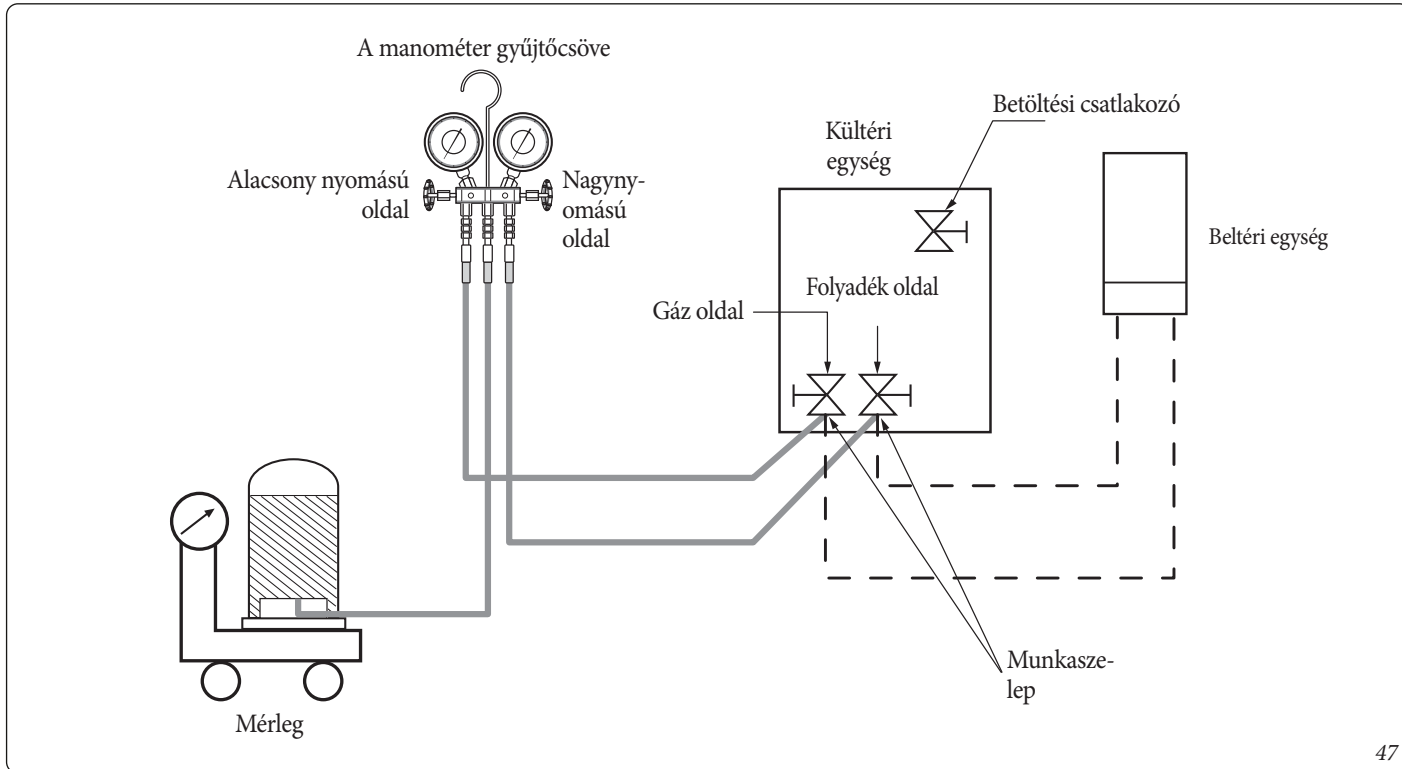 A manométer gyűjtőcsöve
Betöltési csatlakozó
Kültéri
egység
Alacsony nyomású
oldal
Nagyny-
omású
oldal
Beltéri egység
Folyadék oldal
Gáz oldal
Munkasze-
lep
Mérleg
47